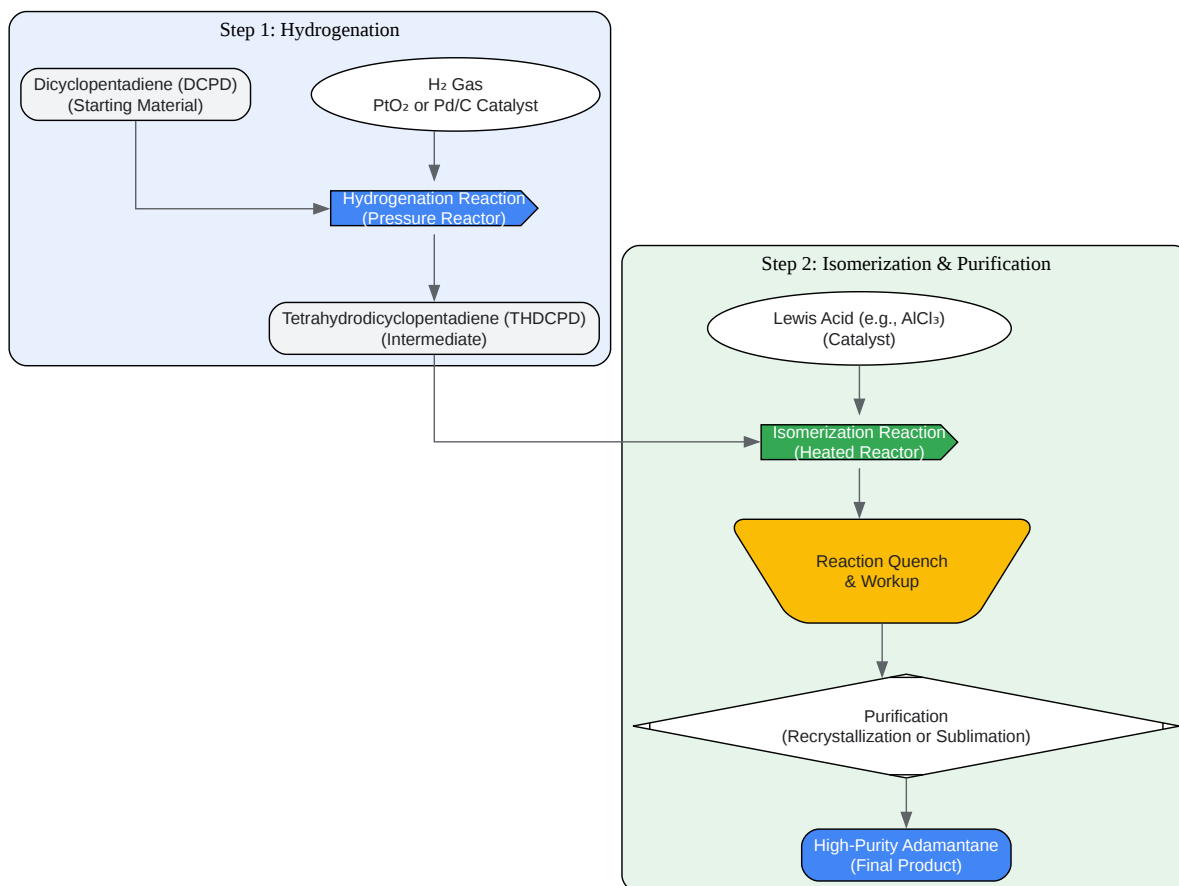 Step 1: Hydrogenation
Dicyclopentadiene (DCPD)
(Starting Material)
H₂ Gas
PtO₂ or Pd/C Catalyst
Hydrogenation Reaction
(Pressure Reactor)
Tetrahydrodicyclopentadiene (THDCPD)
(Intermediate)
Step 2: Isomerization & Purification
Lewis Acid (e.g., AlCl₃)
(Catalyst)
Isomerization Reaction
(Heated Reactor)
Reaction Quench
& Workup
Purification
(Recrystallization or Sublimation)
High-Purity Adamantane
(Final Product)